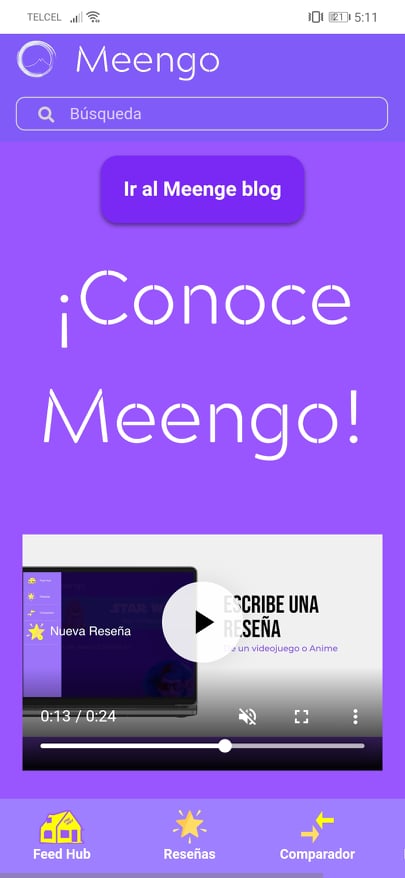 TELCEL 21 5:11
Meengo
Búsqueda
Ir al Meenge blog
¡Conoce
Meengo!
ESCRIBE UNA
RESEÑA
un videojuego o Anime
STAR
Nueva Reseña
0:13 / 0:24
Feed Hub Reseñas Comparador